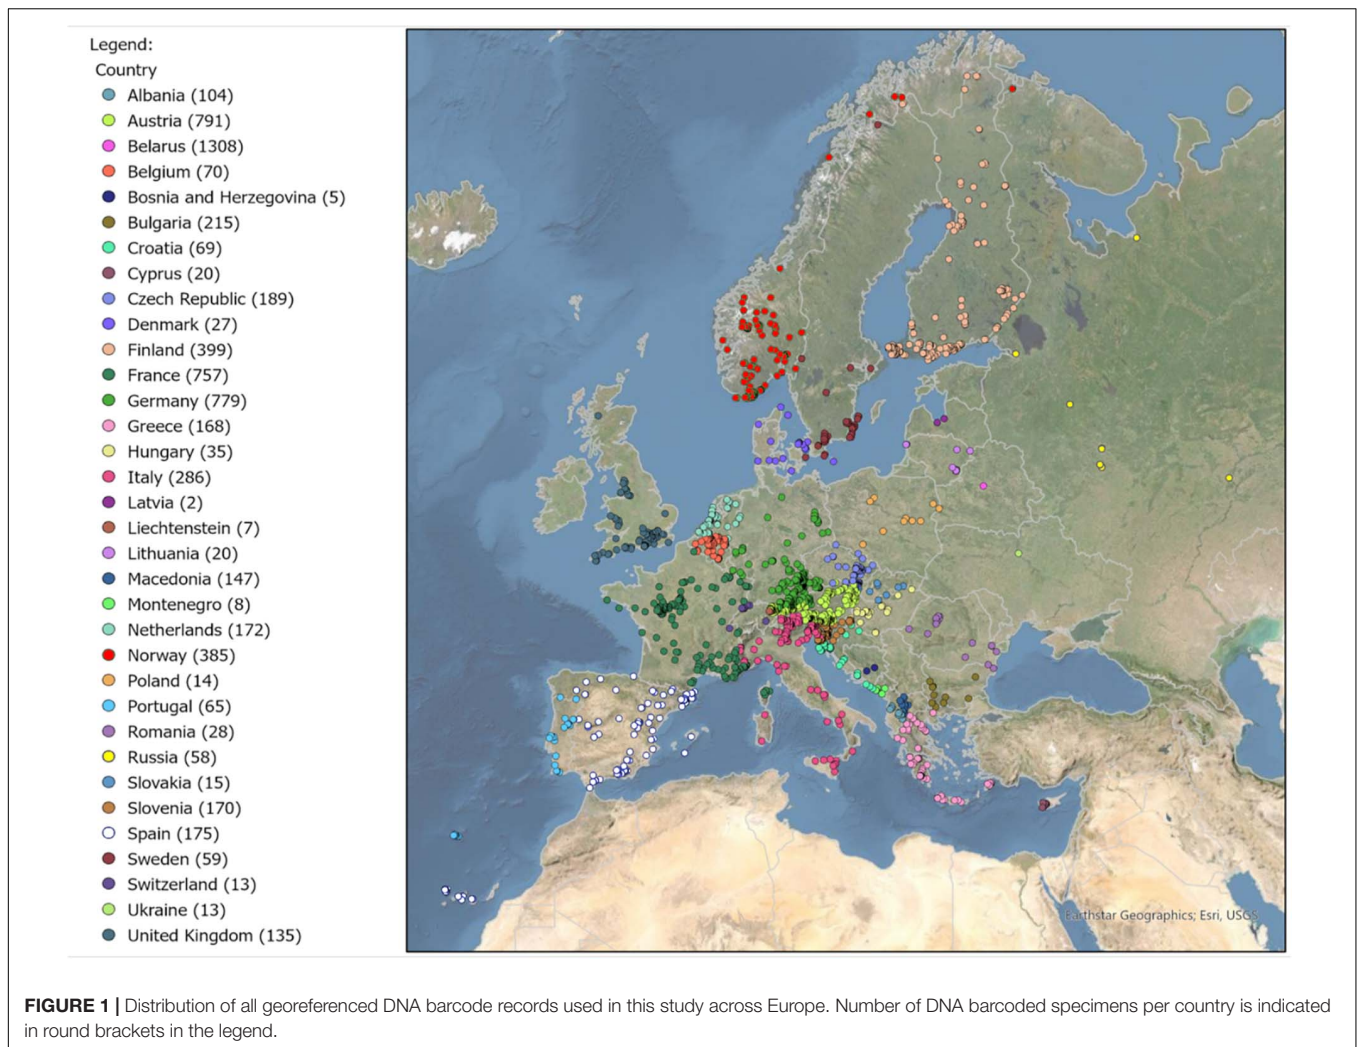 Legend:
Country
Albania (104)
Austria (791)
Belarus (1308)
Belgium (70)
Bosnia and Herzegovina (5)
Bulgaria (215)
Croatia (69)
Cyprus (20)
Czech Republic (189)
Denmark (27)
Finland (399)
France (757)
Germany (779)
Greece (168)
Hungary (35)
Italy (286)
Latvia (2)
Liechtenstein (7)
Lithuania (20)
Macedonia (147)
Montenegro (8)
Netherlands (172)
Norway (385)
Poland (14)
Portugal (65)
Romania (28)
Russia (58)
Slovakia (15)
Slovenia (170)
Spain (175)
Sweden (59)
Switzerland (13)
Ukraine (13)
United Kingdom (135)
Earthstar Geographics; Esri, USGS
FIGURE 1 | Distribution of all georeferenced DNA barcode records used in this study across Europe. Number of DNA barcoded specimens per country is indicated
in round brackets in the legend.